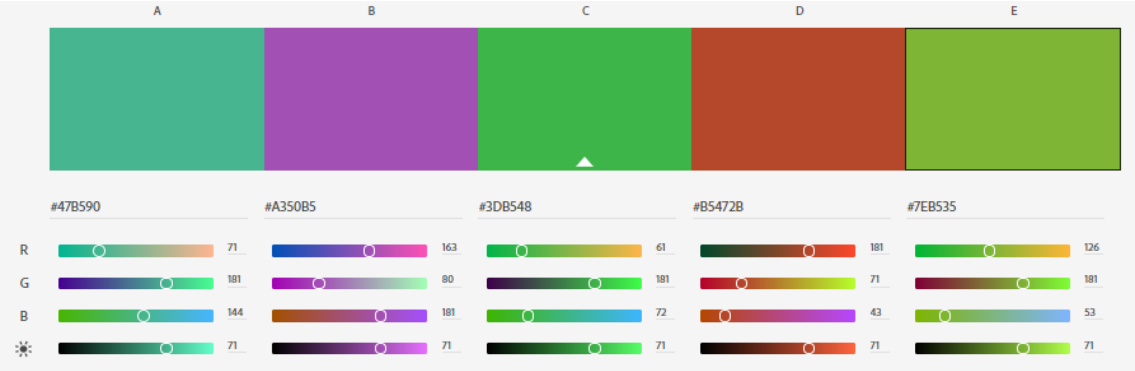 A B C D E
#47B590 #A350B5 #3DB548 #B5472B #7EB535
R 71 163 61 181 126
G 181 80 181 71 181
B 144 181 72 43 53
71 71 71 71 71